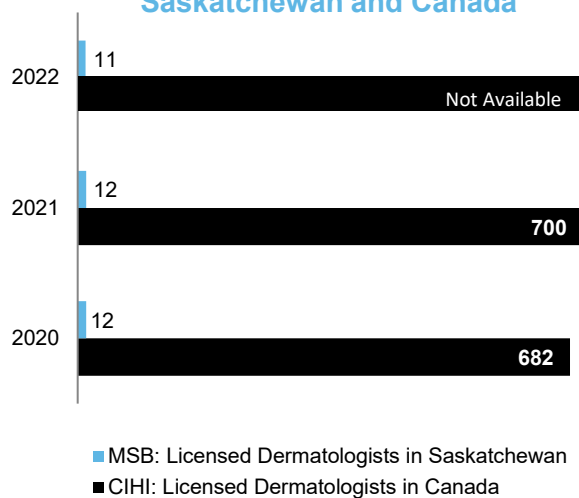 Saskatchewan and Canada
2022
11
Not Available
2021
12
700
2020
12
682
MSB: Licensed Dermatologists in Saskatchewan
CIHI: Licensed Dermatologists in Canada